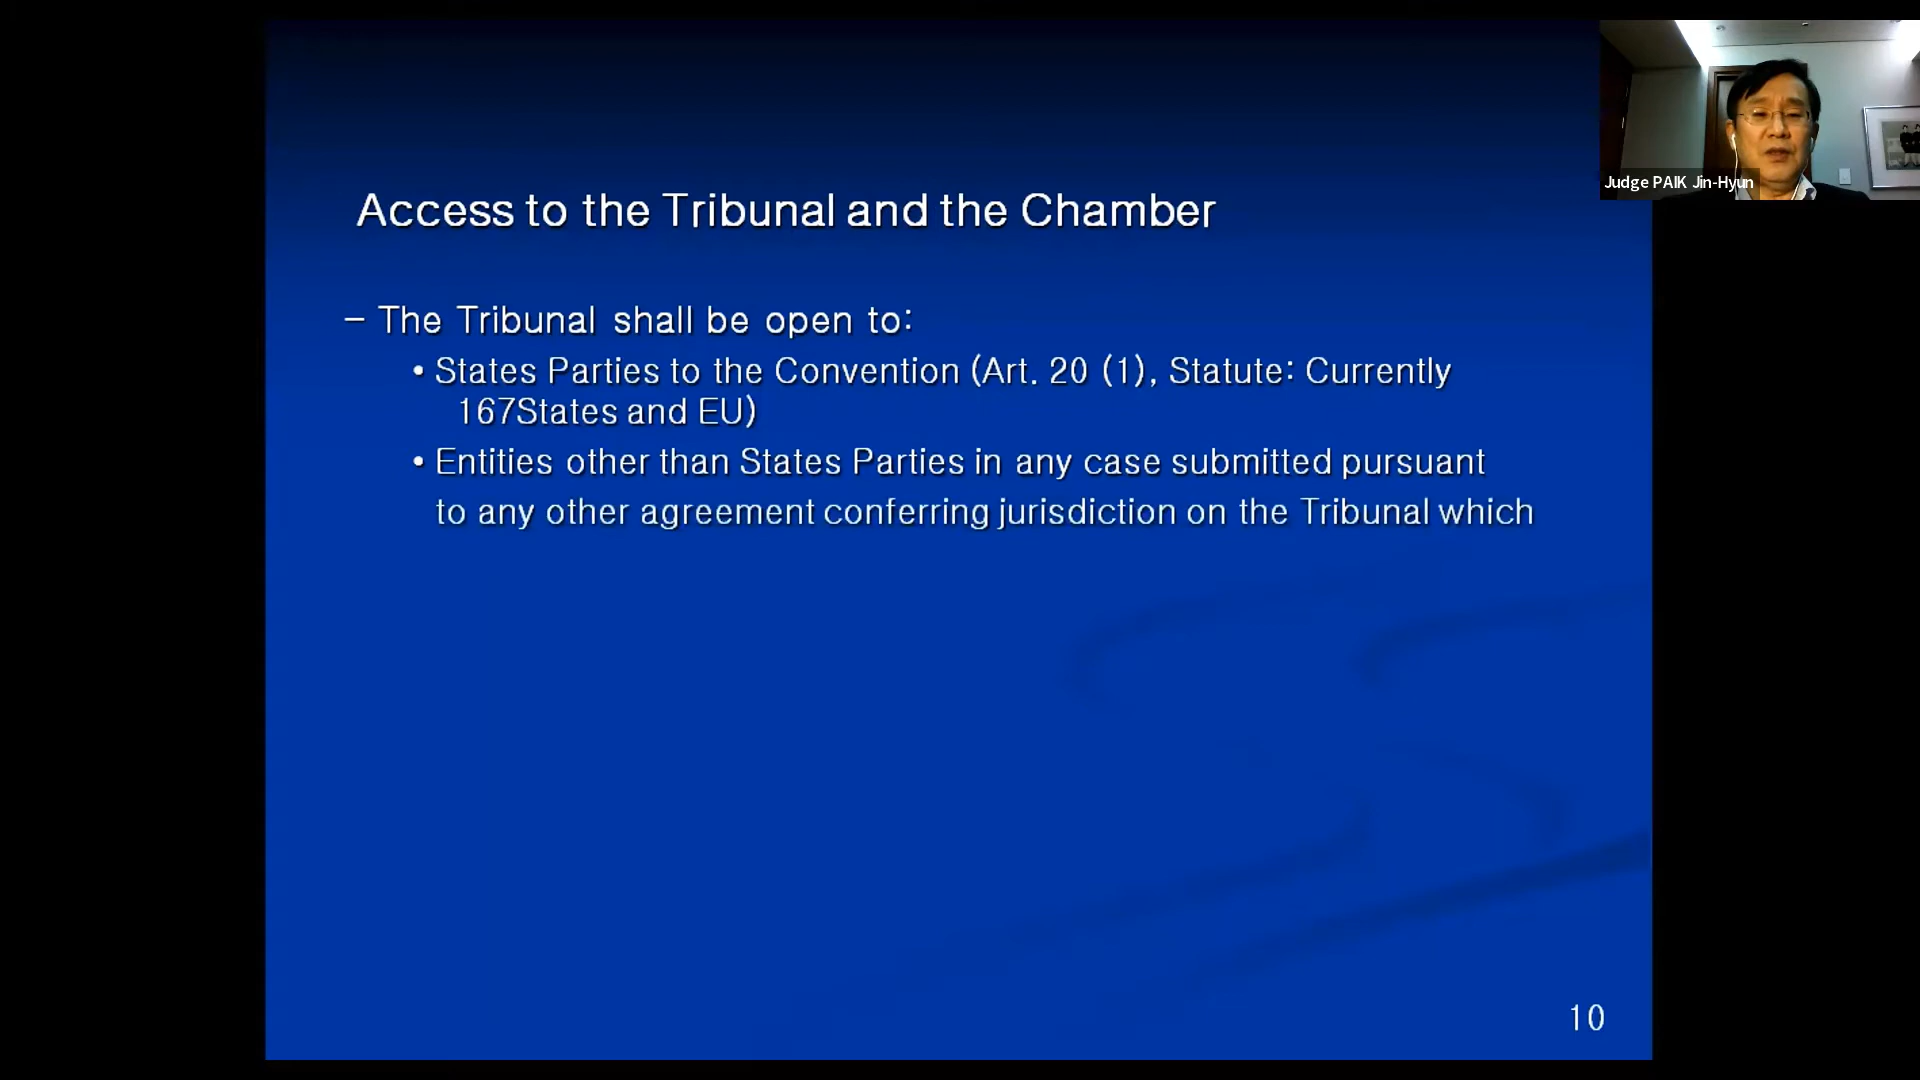 Judge PAIK Jin-Hyun
Access to the Tribunal and the Chamber
– The Tribunal shall be open to:
• States Parties to the Convention (Art. 20 (1), Statute: Currently
167States and EU)
• Entities other than States Parties in any case submitted pursuant
to any other agreement conferring jurisdiction on the Tribunal which
10